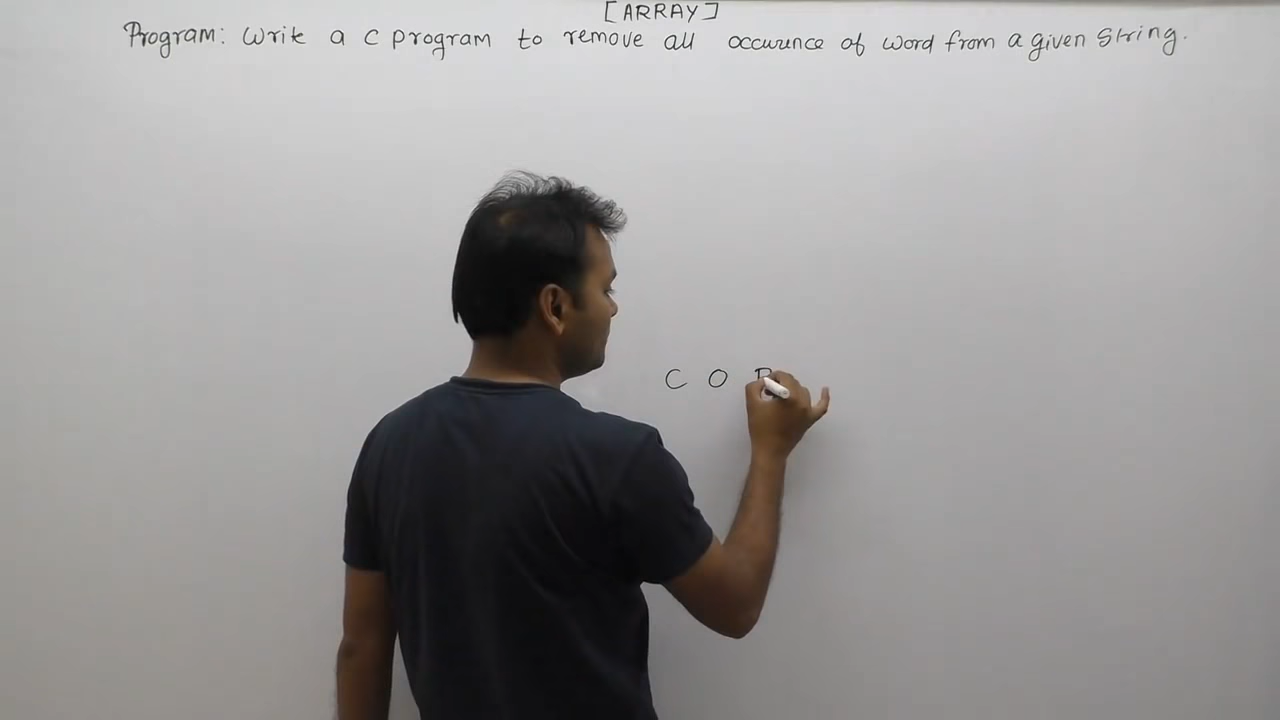 [ARRAY]
Program: Write a C program to remove all occurence of word from a given String.
C O